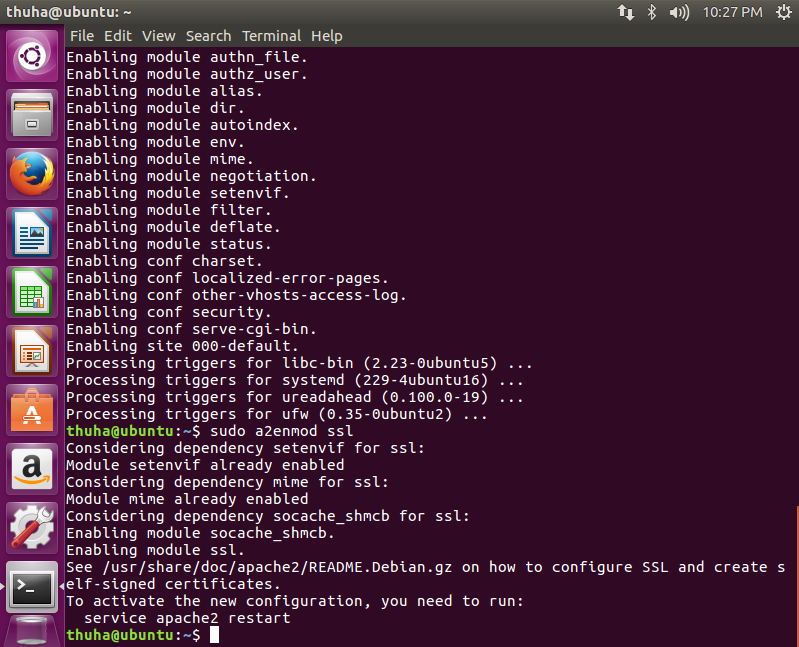 thuha@ubuntu: ~
10:27 PM
File Edit View Search Terminal Help
Enabling module authn_file.
Enabling module authz_user.
Enabling module alias.
Enabling module dir.
Enabling module autoindex.
Enabling module env.
Enabling module mime.
Enabling module negotiation.
Enabling module setenvif.
Enabling module filter.
Enabling module deflate.
Enabling module status.
Enabling conf charset.
Enabling conf localized-error-pages.
Enabling conf other-vhosts-access-log.
Enabling conf security.
Enabling conf serve-cgi-bin.
Enabling site 000-default.
Processing triggers for libc-bin (2.23-0ubuntu5) ...
Processing triggers for systemd (229-4ubuntu16) ...
Processing triggers for ureadahead (0.100.0-19) ...
Processing triggers for ufw (0.35-0ubuntu2) ...
thuha@ubuntu:~$ sudo a2enmod ssl
Considering dependency setenvif for ssl:
Module setenvif already enabled
Considering dependency mime for ssl:
Module mime already enabled
Considering dependency socache_shmcb for ssl:
Enabling module socache_shmcb.
Enabling module ssl.
See /usr/share/doc/apache2/README.Debian.gz on how to configure SSL and create s
elf-signed certificates.
To activate the new configuration, you need to run:
  service apache2 restart
thuha@ubuntu:~$